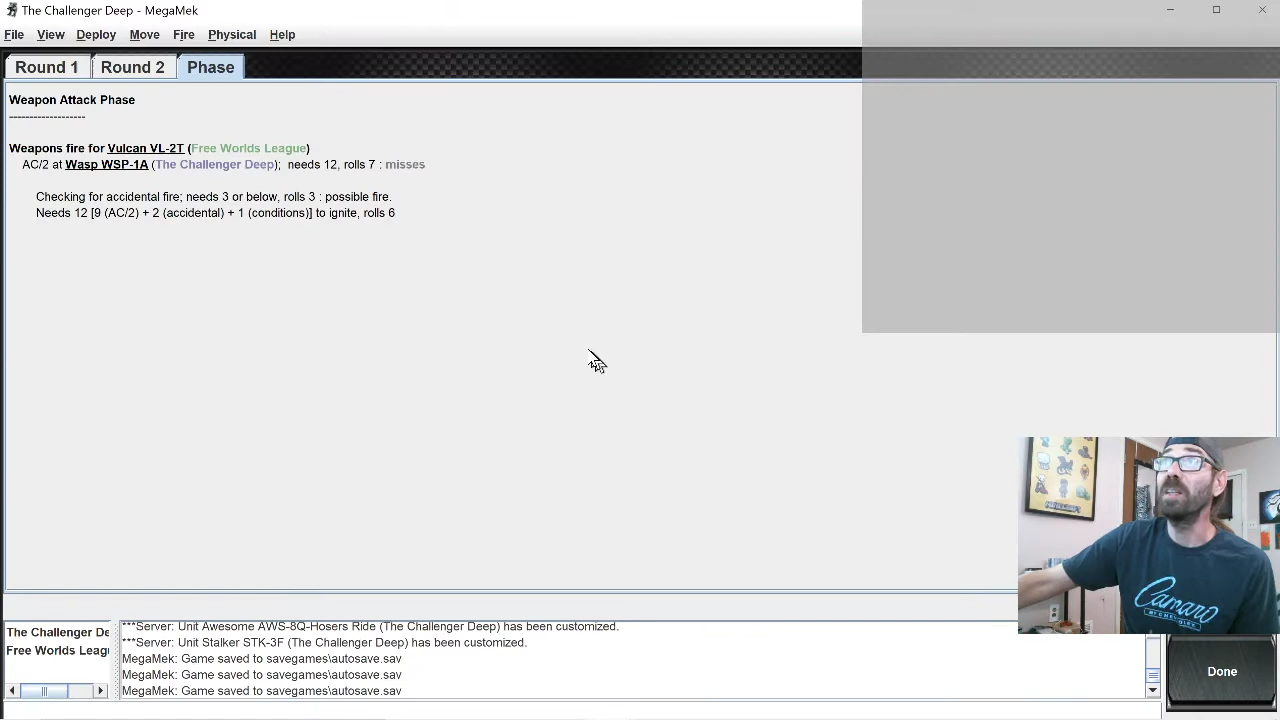 The Challenger Deep - MegaMek
File View Deploy Move Fire Physical Help
Round 1 Round 2 Phase
Weapon Attack Phase
-------------------
Weapons fire for Vulcan VL-2T (Free Worlds League)
AC/2 at Wasp WSP-1A (The Challenger Deep); needs 12, rolls 7 : misses
Checking for accidental fire; needs 3 or below, rolls 3 : possible fire.
Needs 12 [9 (AC/2) + 2 (accidental) + 1 (conditions)] to ignite, rolls 6
The Challenger De
Free Worlds Leagu
***Server: Unit Awesome AWS-8Q-Hosers Ride (The Challenger Deep) has been customized.
***Server: Unit Stalker STK-3F (The Challenger Deep) has been customized.
MegaMek: Game saved to savegames\autosave.sav
MegaMek: Game saved to savegames\autosave.sav
MegaMek: Game saved to savegames\autosave.sav
Done
Camaro